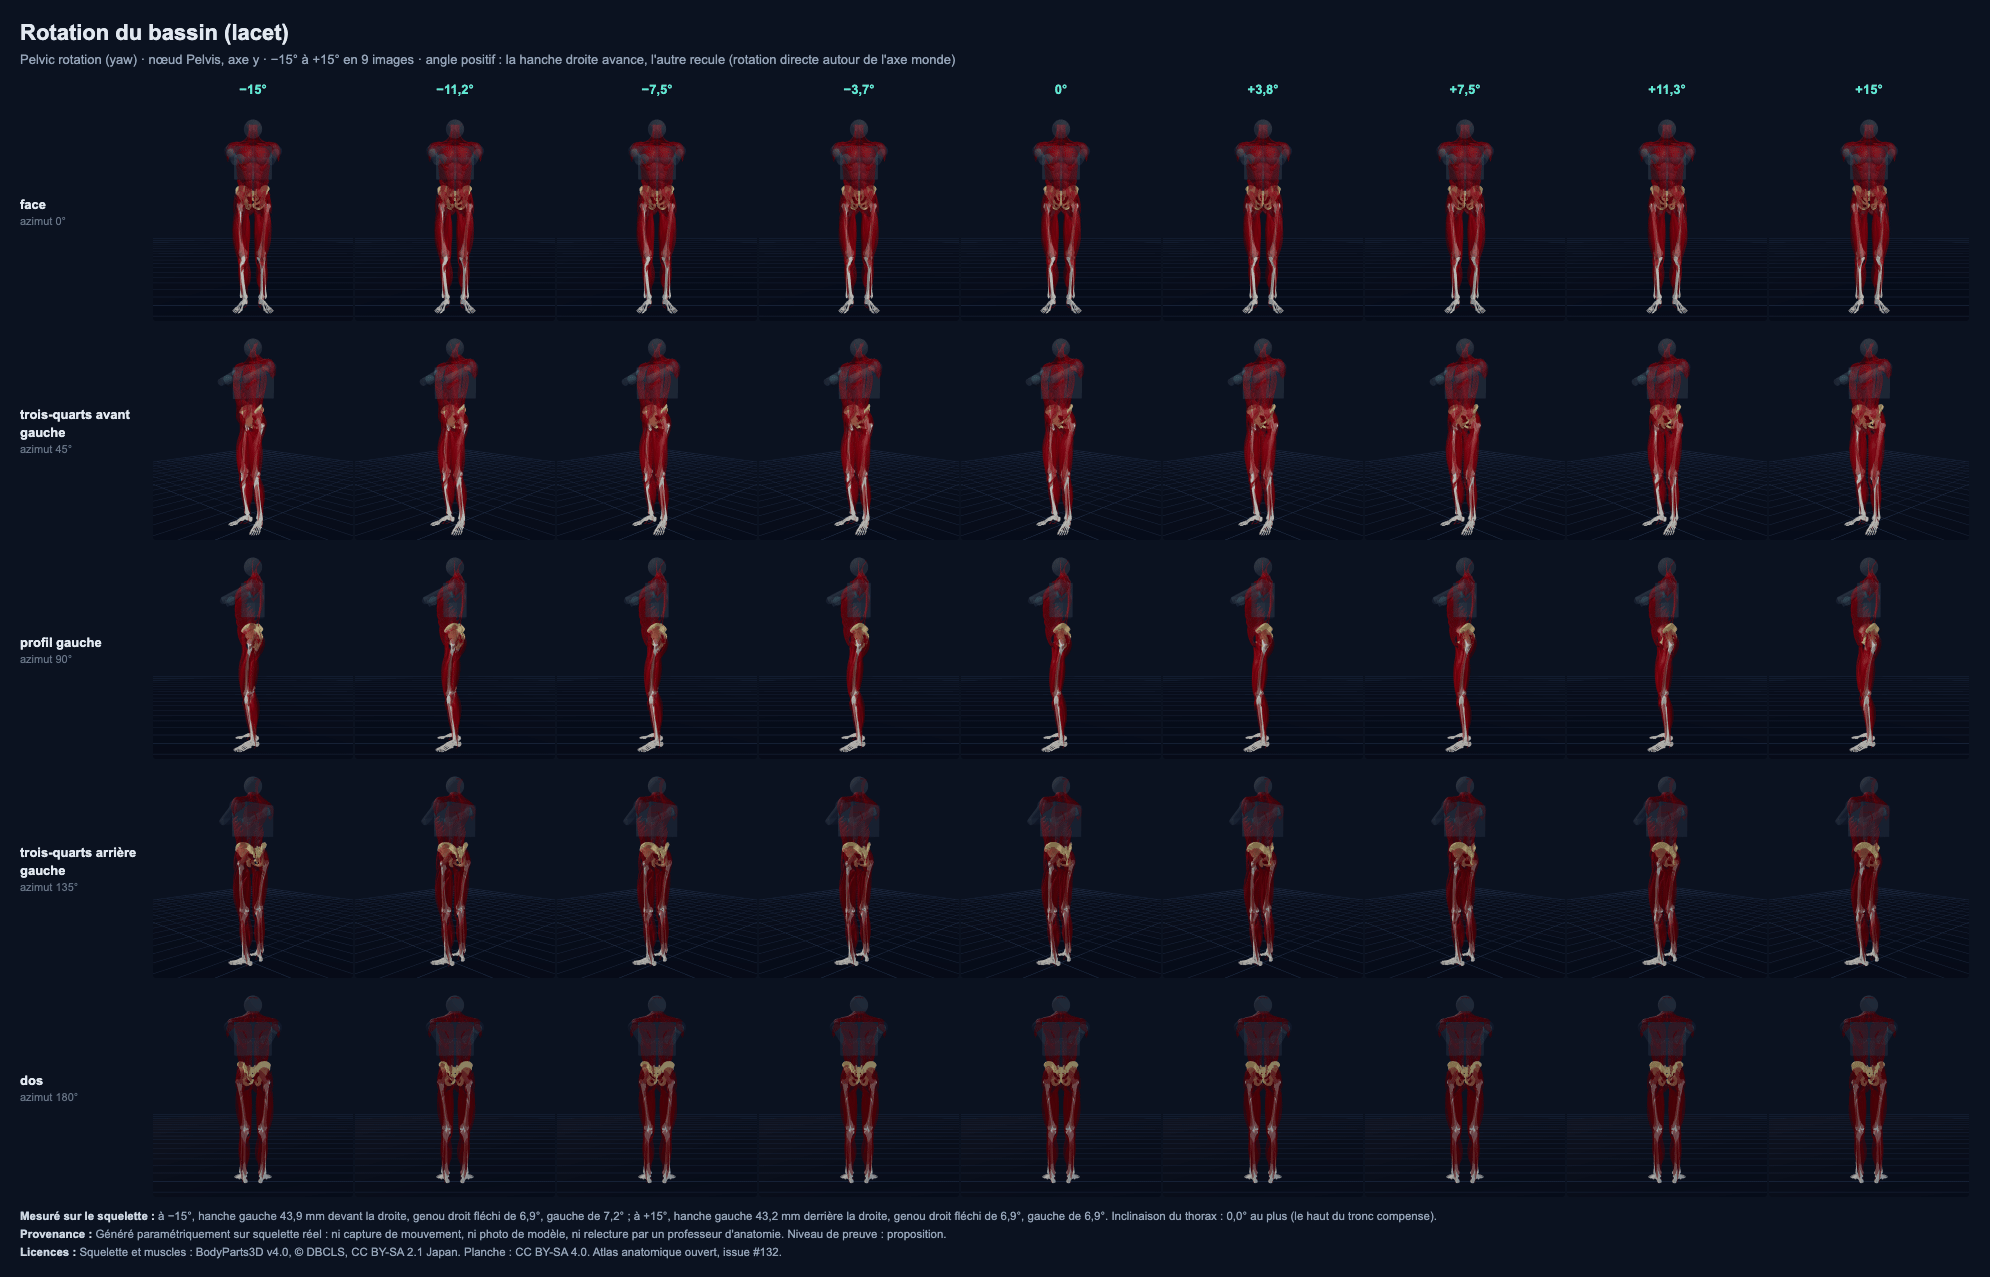 Rotation du bassin (lacet)
Pelvic rotation (yaw) · nœud Pelvis, axe y · −15° à +15° en 9 images · angle positif : la hanche droite avance, l'autre recule (rotation directe autour de l'axe monde)
−15° −11,2° −7,5° −3,7° 0° +3,8° +7,5° +11,3° +15°
face
azimut 0°
trois-quarts avant
gauche
azimut 45°
profil gauche
azimut 90°
trois-quarts arrière
gauche
azimut 135°
dos
azimut 180°
Mesuré sur le squelette : à −15°, hanche gauche 43,9 mm devant la droite, genou droit fléchi de 6,9°, gauche de 7,2° ; à +15°, hanche gauche 43,2 mm derrière la droite, genou droit fléchi de 6,9°, gauche de 6,9°. Inclinaison du thorax : 0,0° au plus (le haut du tronc compense).
Provenance : Généré paramétriquement sur squelette réel : ni capture de mouvement, ni photo de modèle, ni relecture par un professeur d'anatomie. Niveau de preuve : proposition.
Licences : Squelette et muscles : BodyParts3D v4.0, © DBCLS, CC BY-SA 2.1 Japan. Planche : CC BY-SA 4.0. Atlas anatomique ouvert, issue #132.